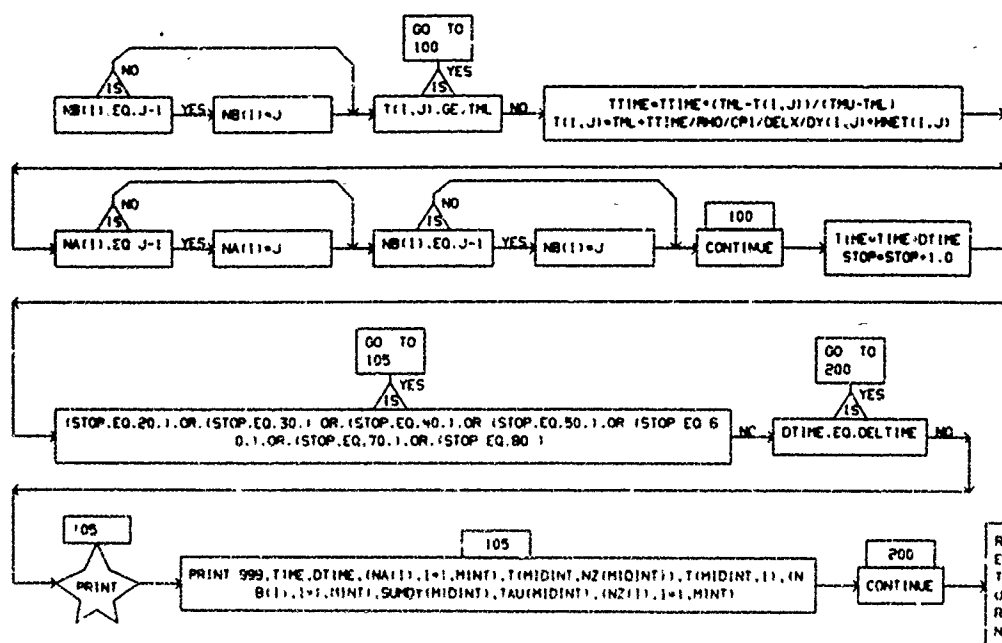 GO TO
100
NO
YES
IS
IS
NB(I).EQ.J-1
YES
NB(I)=J
T(I,J).GE.TML
NO
TTIME=TTIME*(TML-T(I,J))/(TMU-TML)
T(I,J)=TML+TTIME/RHO/CP1/DELX/DY(I,J)*HNET(I,J)
NO
IS
NO
IS
100
NA(I).EQ J-1
YES
NA(I)=J
NB(I).EQ.J-1
YES
NB(I)=J
CONTINUE
TIME=TIME+DTIME
STOP=STOP+1.0
GO TO
105
GO TO
200
YES
IS
YES
IS
(STOP.EQ.20.).OR.(STOP.EQ.30.) OR.(STOP.EQ.40.).OR (STOP.EQ.50.).OR (STOP EQ 6
0.).OR.(STOP.EQ.70.).OR.(STOP EQ.80 )
NO
DTIME.EQ.DELTIME
NO
105
105
200
PRINT
PRINT 999,TIME,DTIME,(NA(I),I=1,MINT),T(MIDINT,NZ(MIDINT)),T(MIDINT,1),(N
B(I),I=1,MINT),SUMDY(MIDINT),TAU(MIDINT),(NZ(I),I=1,MINT)
CONTINUE
R
E
T
R
N